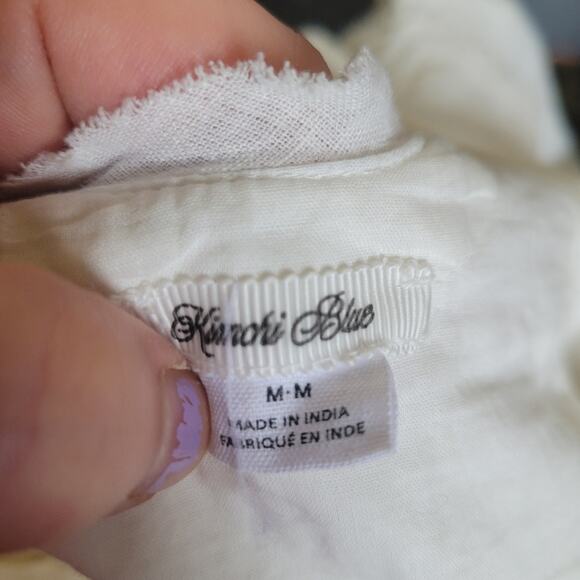 Kimchi Blue
M·M
MADE IN INDIA
FABRIQUÉ EN INDE